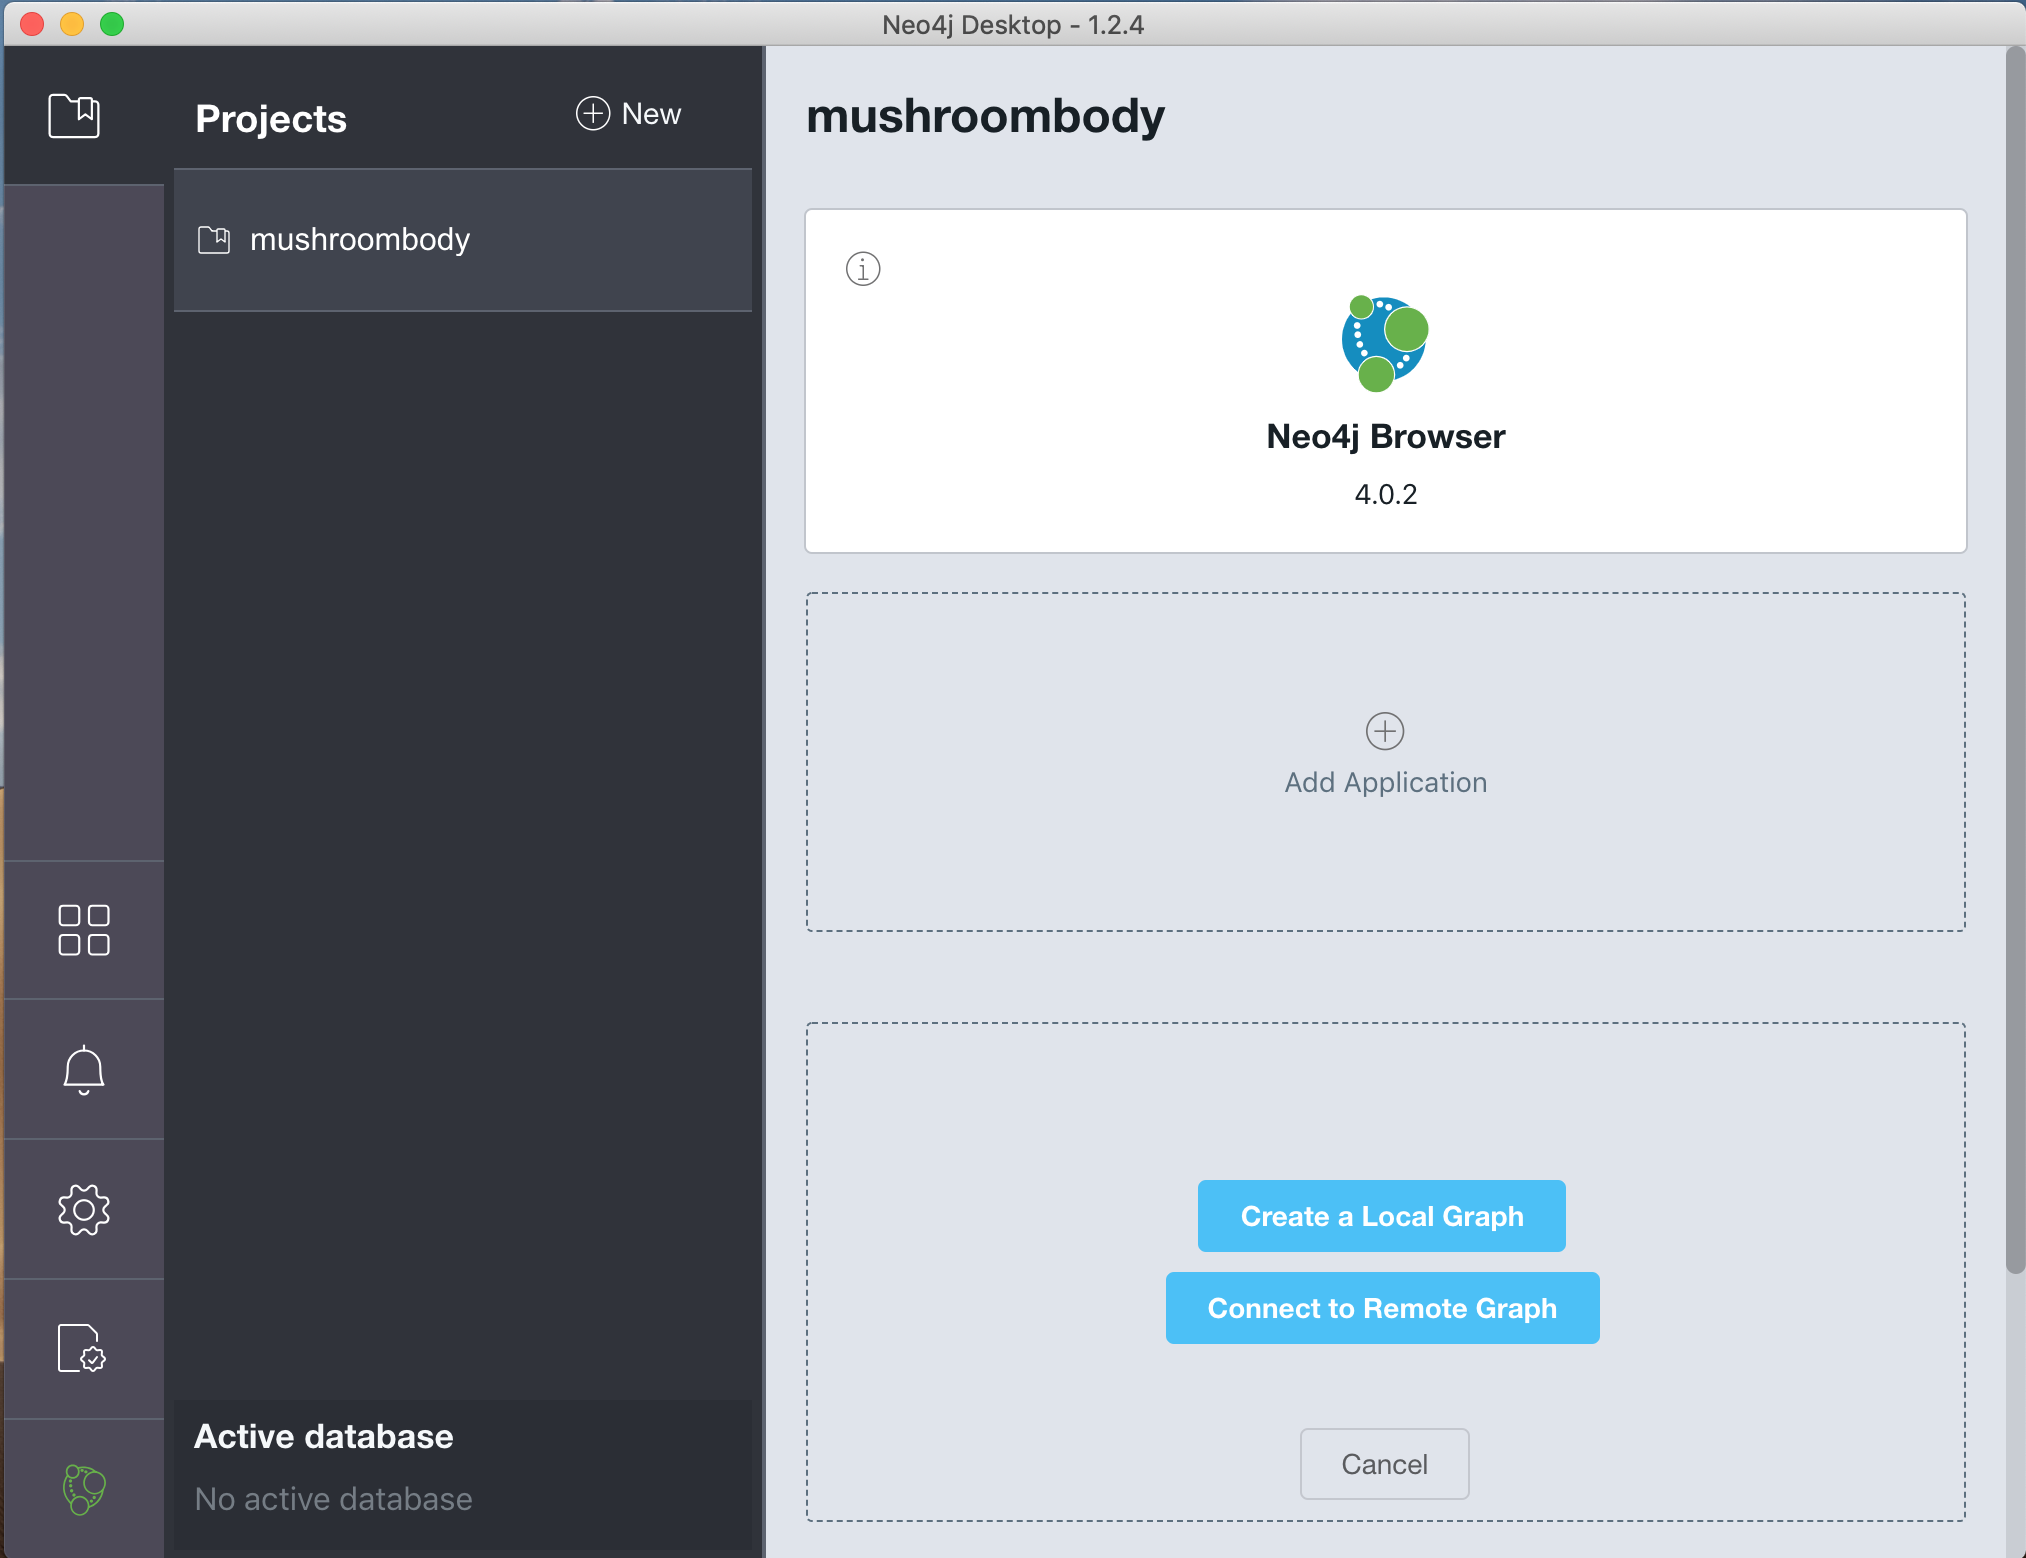 Neo4j Desktop - 1.2.4
Projects
New
mushroombody
Active database
No active database
mushroombody
Neo4j Browser
4.0.2
Add Application
Create a Local Graph
Connect to Remote Graph
Cancel